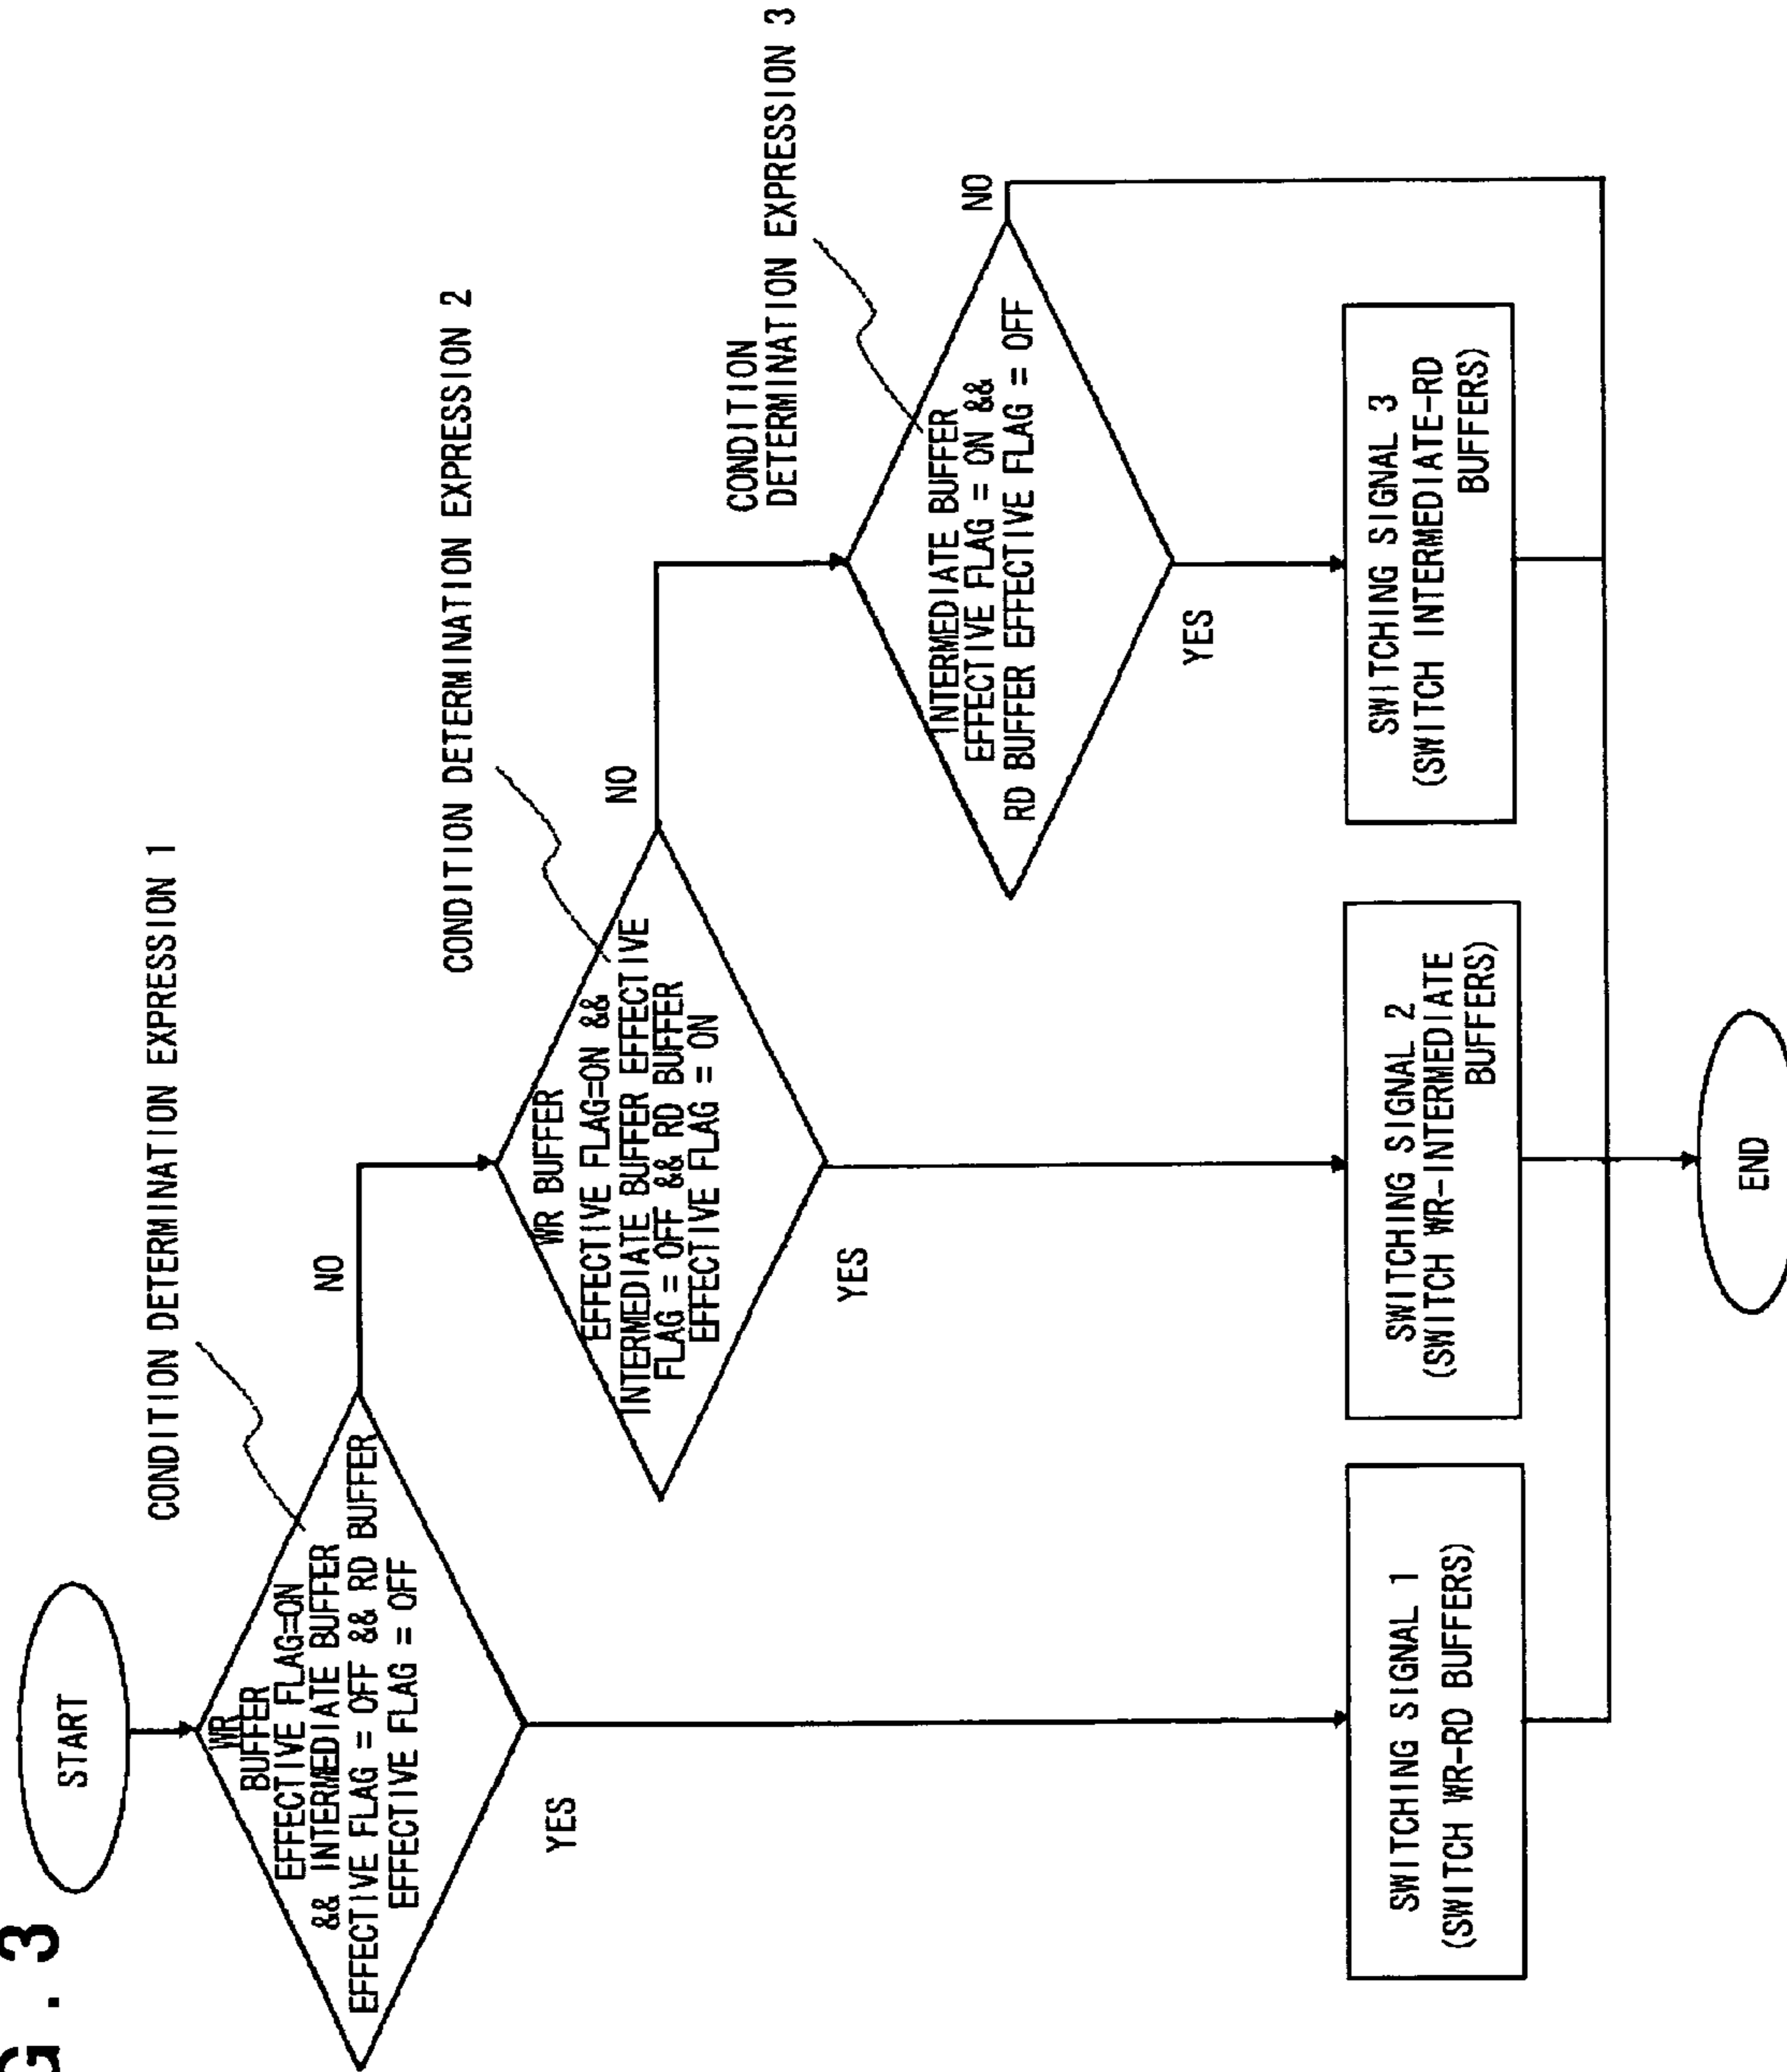 G. 3
START
CONDITION DETERMINATION EXPRESSION 1
WR
BUFFER
EFFECTIVE FLAG=ON
&& INTERMEDIATE BUFFER
EFFECTIVE FLAG = OFF && RD BUFFER
EFFECTIVE FLAG = OFF
NO
YES
CONDITION DETERMINATION EXPRESSION 2
WR BUFFER
EFFECTIVE FLAG=ON &&
INTERMEDIATE BUFFER EFFECTIVE
FLAG = OFF && RD BUFFER
EFFECTIVE FLAG = ON
NO
YES
CONDITION
DETERMINATION EXPRESSION 3
INTERMEDIATE BUFFER
EFFECTIVE FLAG = ON &&
RD BUFFER EFFECTIVE FLAG = OFF
NO
YES
SWITCHING SIGNAL 1
(SWITCH WR-RD BUFFERS)
SWITCHING SIGNAL 2
(SWITCH WR-INTERMEDIATE
BUFFERS)
SWITCHING SIGNAL 3
(SWITCH INTERMEDIATE-RD
BUFFERS)
END